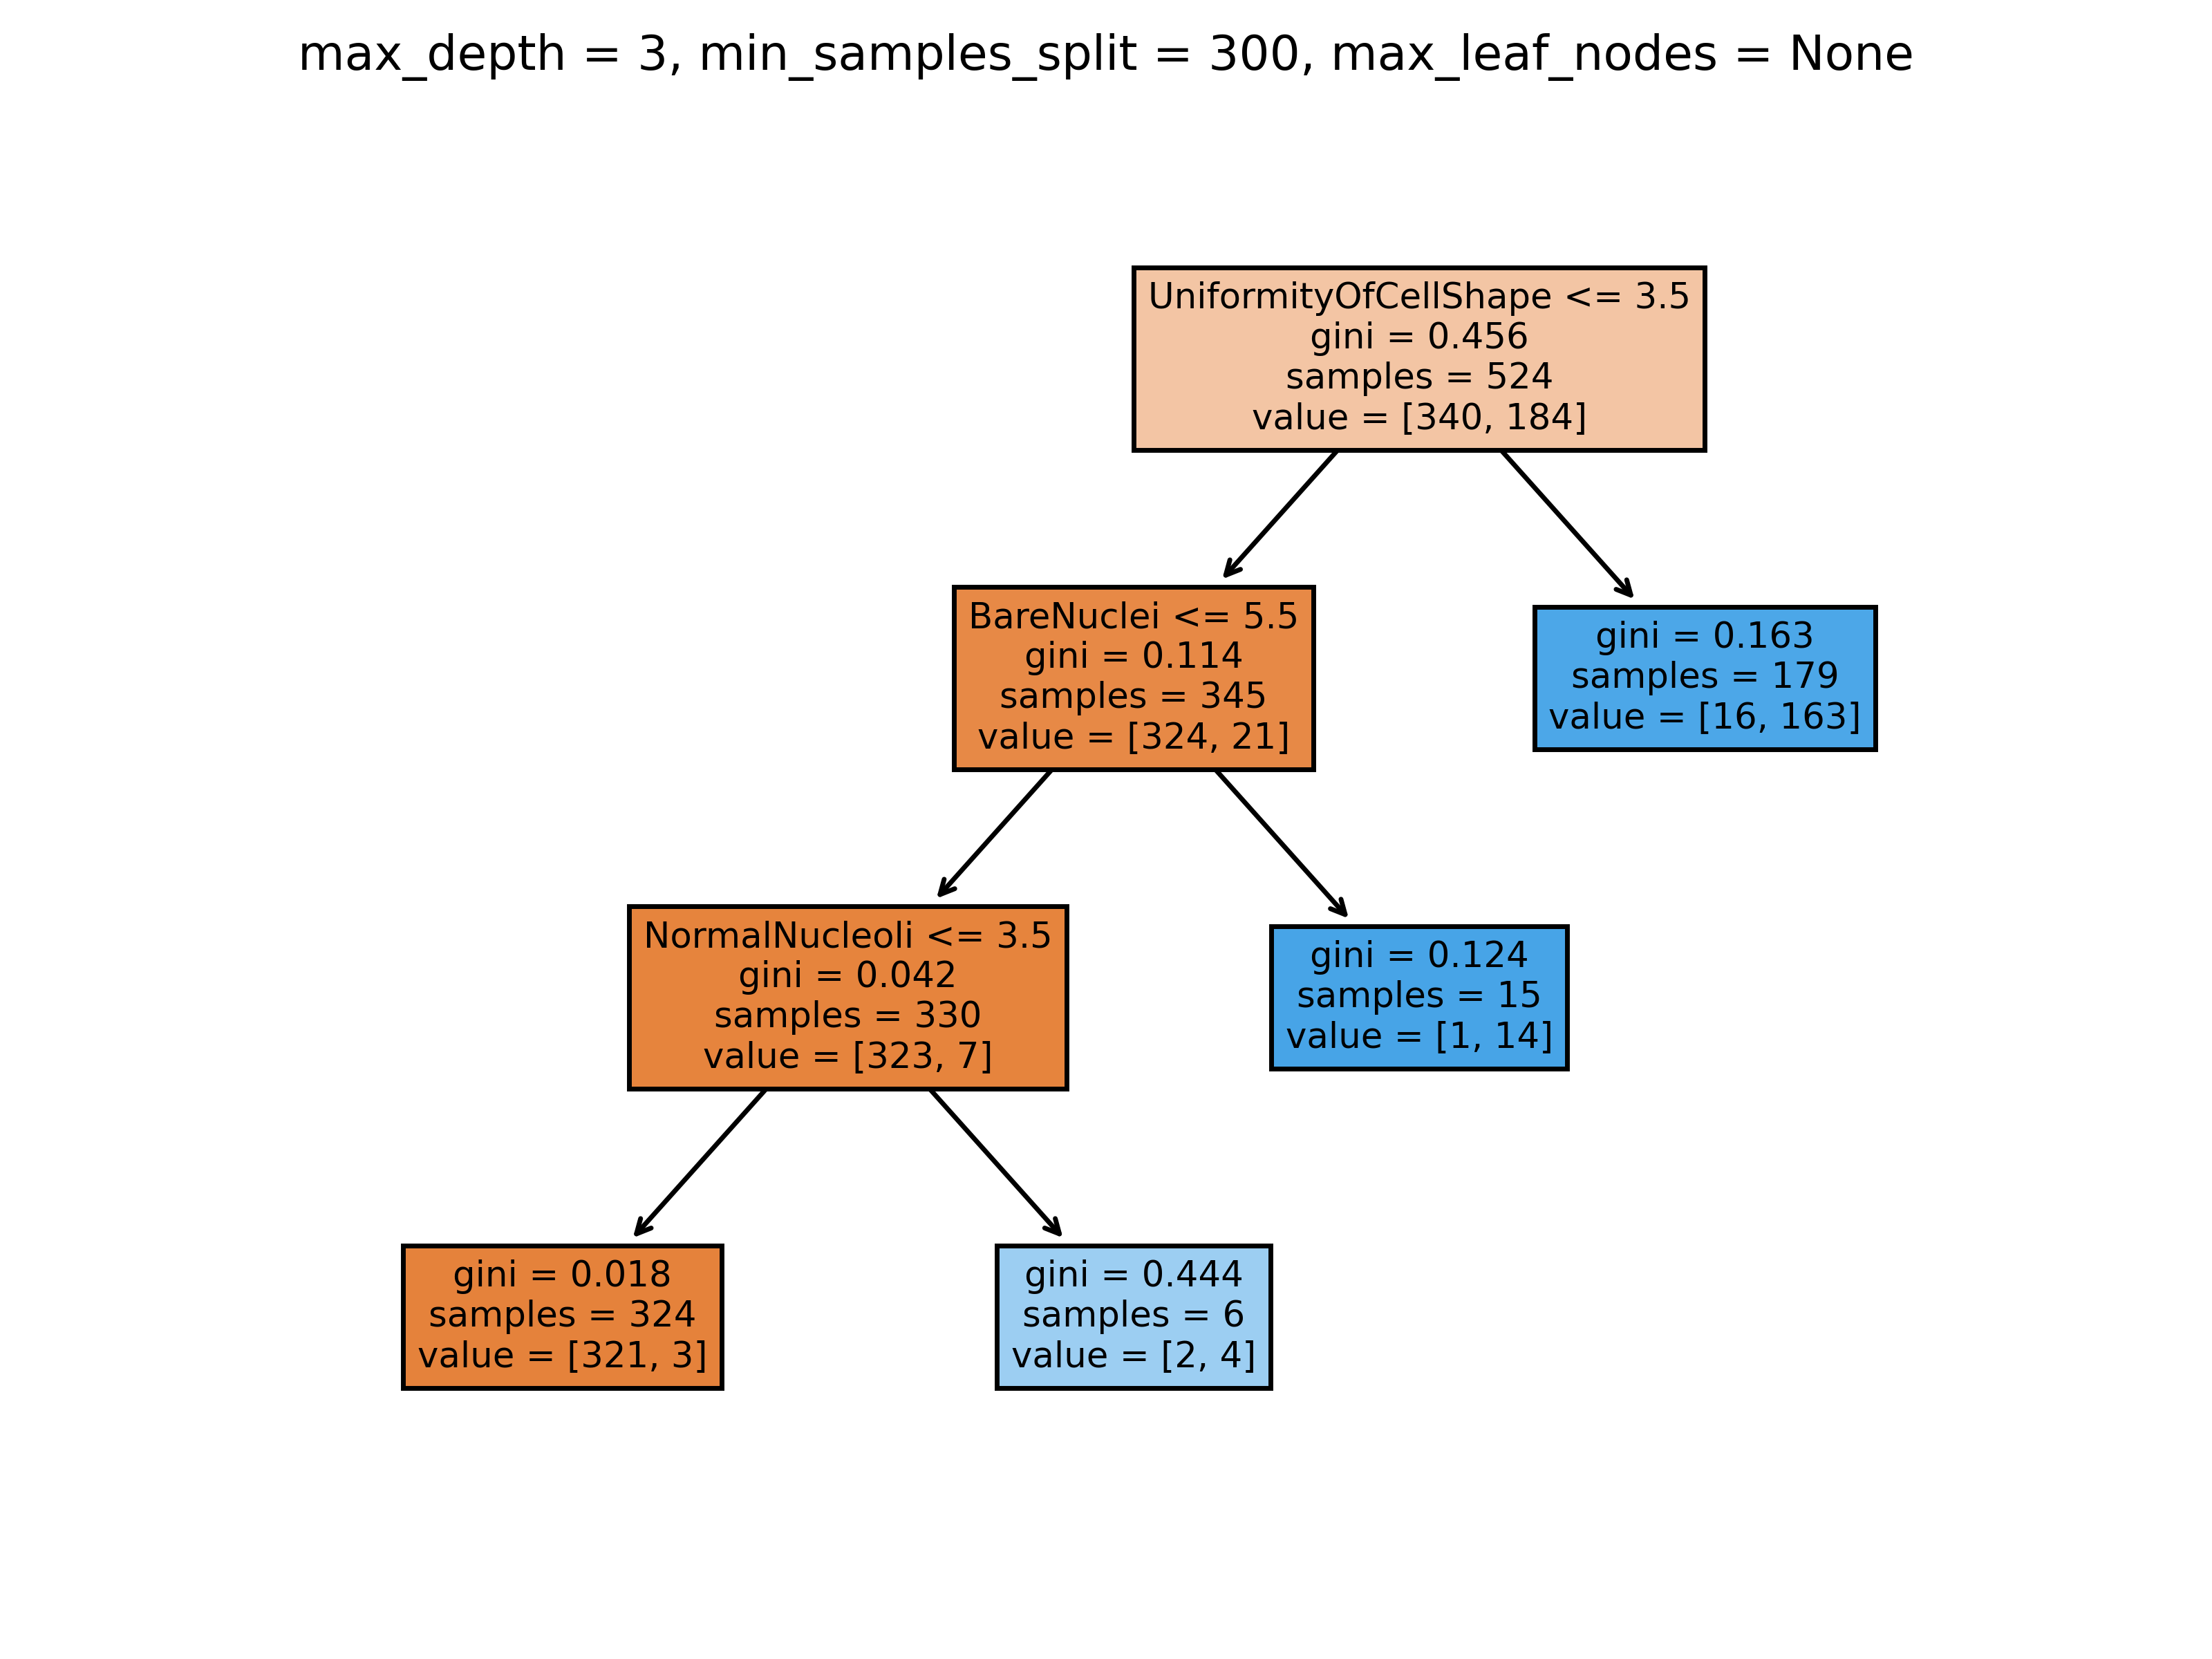 max_depth = 3, min_samples_split = 300, max_leaf_nodes = None
UniformityOfCellShape <= 3.5
gini = 0.456
samples = 524
value = [340, 184]
BareNuclei <= 5.5
gini = 0.114
samples = 345
value = [324, 21]
gini = 0.163
samples = 179
value = [16, 163]
NormalNucleoli <= 3.5
gini = 0.042
samples = 330
value = [323, 7]
gini = 0.124
samples = 15
value = [1, 14]
gini = 0.018
samples = 324
value = [321, 3]
gini = 0.444
samples = 6
value = [2, 4]